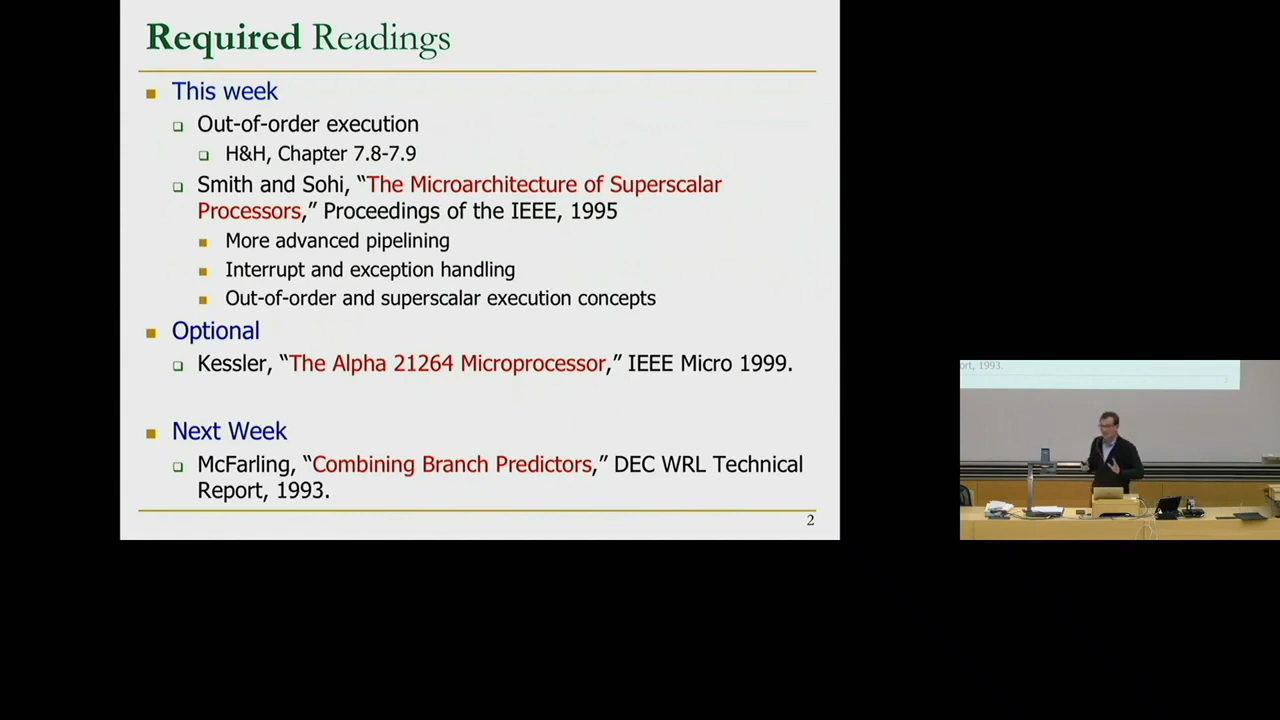 Required Readings
This week
Out-of-order execution
H&H, Chapter 7.8-7.9
Smith and Sohi, “The Microarchitecture of Superscalar
Processors,” Proceedings of the IEEE, 1995
More advanced pipelining
Interrupt and exception handling
Out-of-order and superscalar execution concepts
Optional
Kessler, “The Alpha 21264 Microprocessor,” IEEE Micro 1999.
Next Week
McFarling, “Combining Branch Predictors,” DEC WRL Technical
Report, 1993.
2
ort, 1993.